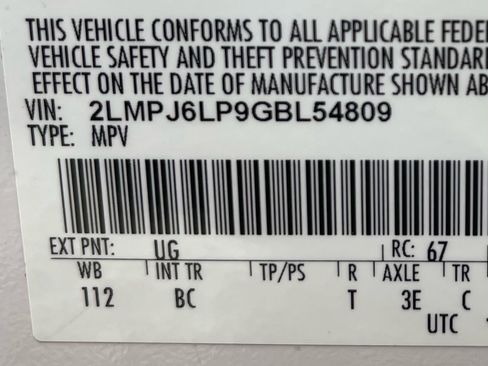 THIS VEHICLE CONFORMS TO ALL APPLICABLE FEDE
VEHICLE SAFETY AND THEFT PREVENTION STANDAR
EFFECT ON THE DATE OF MANUFACTURE SHOWN AB
VIN: 2LMPJ6LP9GBL54809
TYPE: MPV
EXT PNT: UG RC: 67
WB INT TR TP/PS R AXLE TR
112 BC T 3E C
UTC